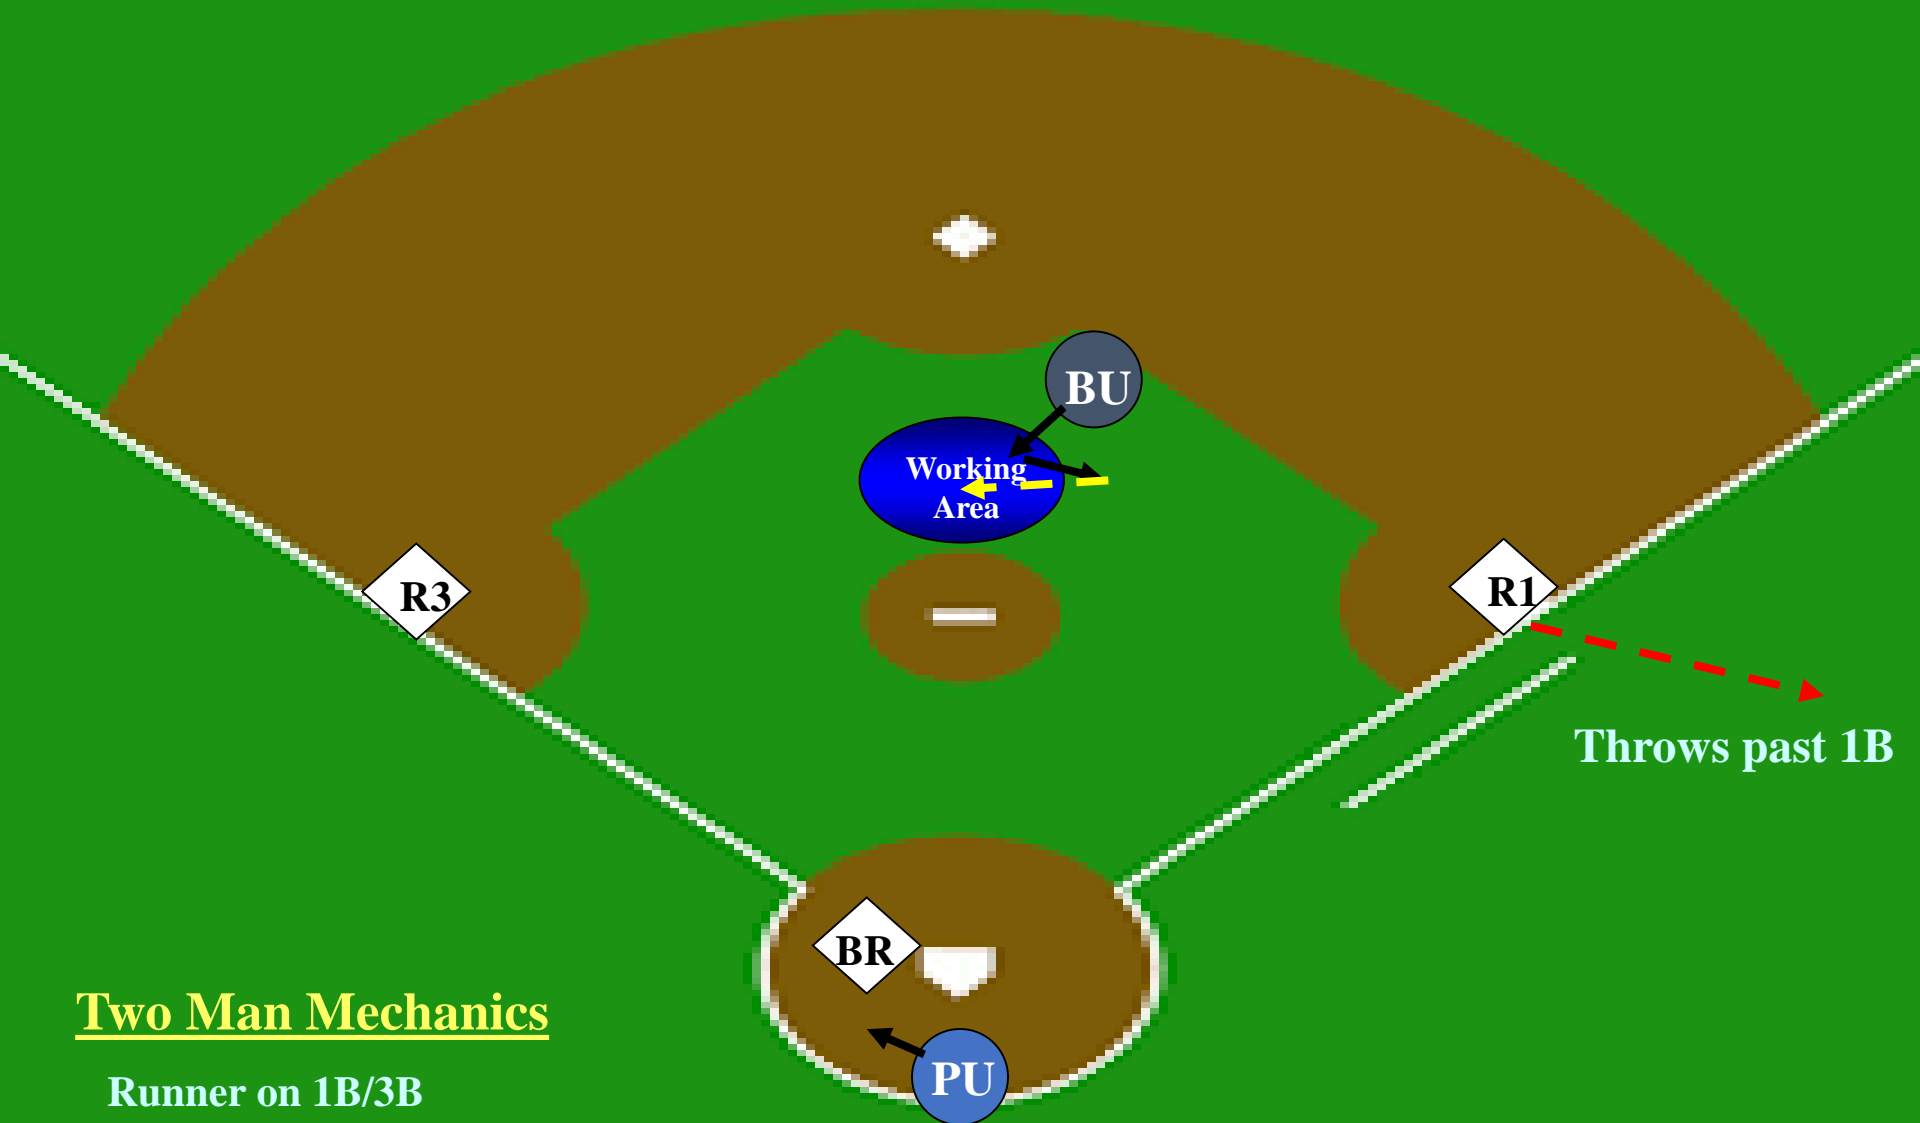 BU
Working
Area
R3
R1
Throws past 1B
BR
Two Man Mechanics
PU
Runner on 1B/3B